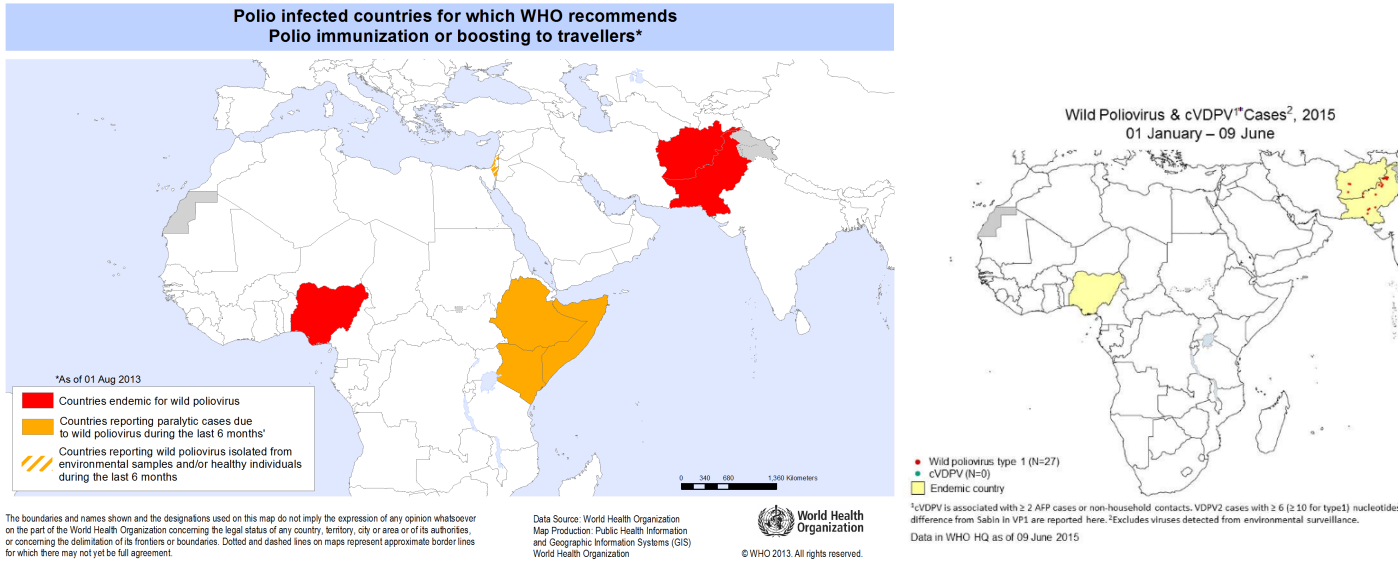 Polio infected countries for which WHO recommends
Polio immunization or boosting to travellers*
*As of 01 Aug 2013
Countries endemic for wild poliovirus
Countries reporting paralytic cases due
to wild poliovirus during the last 6 months'
Countries reporting wild poliovirus isolated from
environmental samples and/or healthy individuals
during the last 6 months
0 340 680 1,360 Kilometers
The boundaries and names shown and the designations used on this map do not imply the expression of any opinion whatsoever
on the part of the World Health Organization concerning the legal status of any country, territory, city or area or of its authorities,
or concerning the delimitation of its frontiers or boundaries. Dotted and dashed lines on maps represent approximate border lines
for which there may not yet be full agreement.
Data Source: World Health Organization
Map Production: Public Health Information
and Geographic Information Systems (GIS)
World Health Organization
World Health
Organization
© WHO 2013. All rights reserved.
Wild Poliovirus & cVDPV¹*Cases², 2015
01 January – 09 June
Wild poliovirus type 1 (N=27)
cVDPV (N=0)
Endemic country
¹cVDPV is associated with ≥ 2 AFP cases or non-household contacts. VDPV2 cases with ≥ 6 (≥ 10 for type1) nucleotides
difference from Sabin in VP1 are reported here. ²Excludes viruses detected from environmental surveillance.
Data in WHO HQ as of 09 June 2015